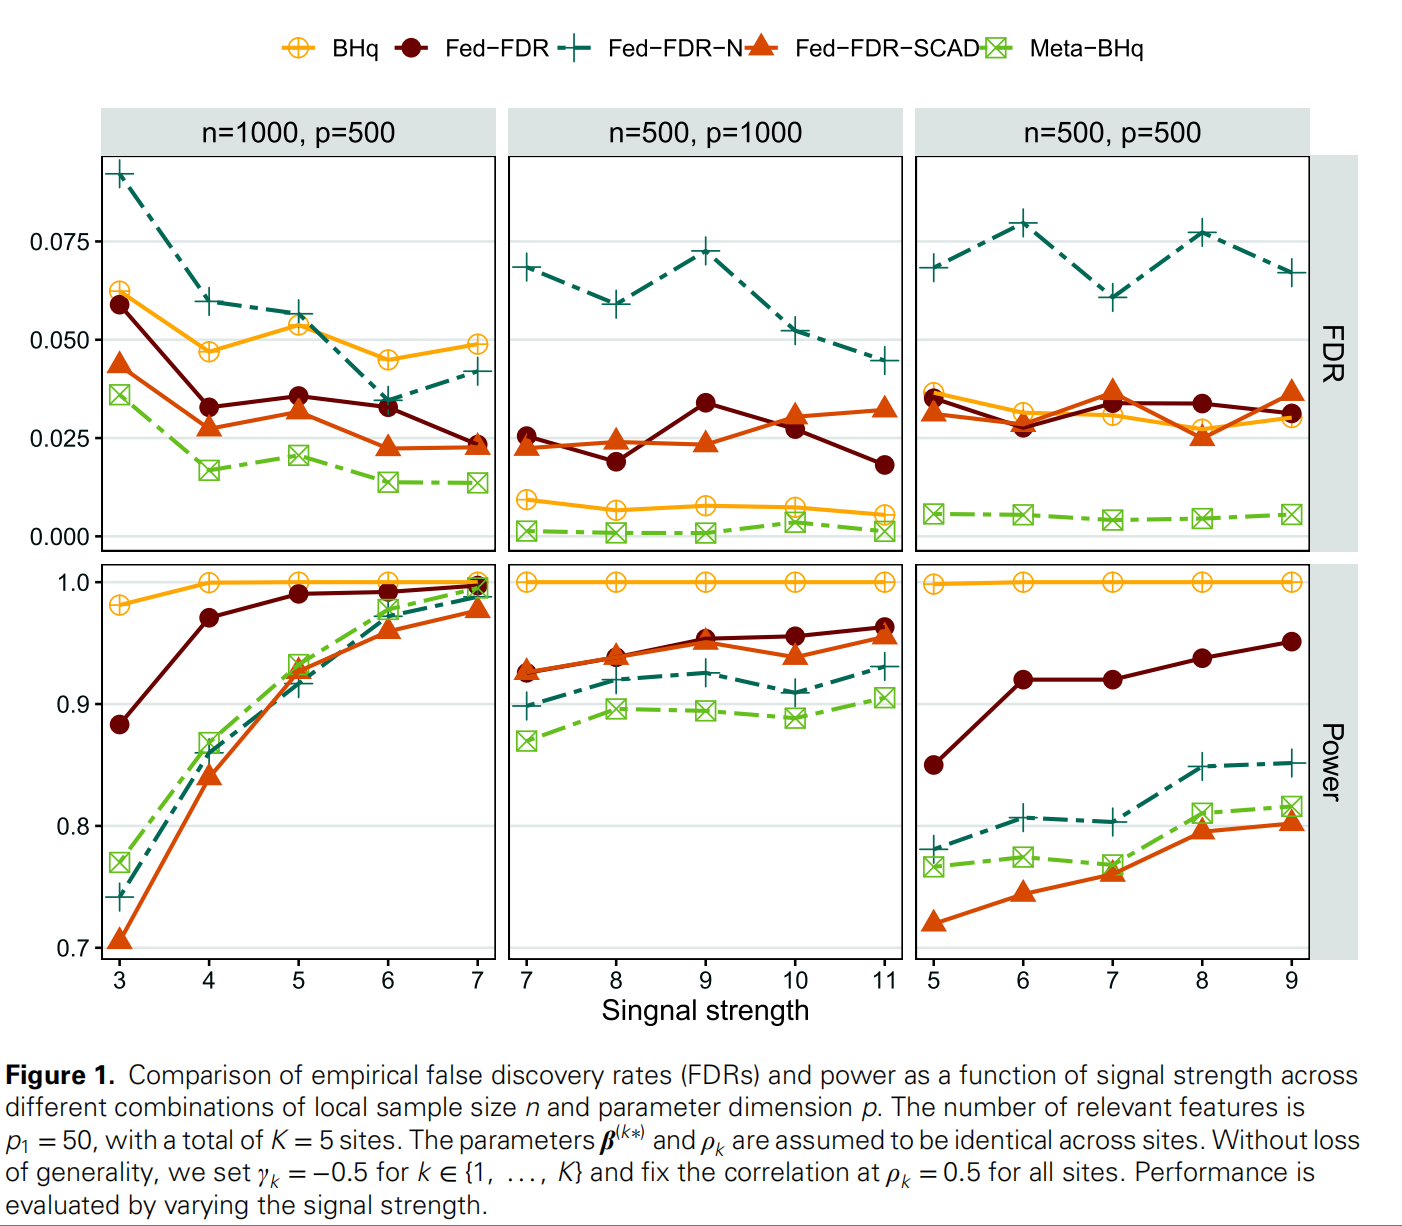 BHq Fed−FDR Fed−FDR−N Fed−FDR−SCAD Meta−BHq
n=1000, p=500 n=500, p=1000 n=500, p=500
0.075
0.050
0.025
0.000
FDR
1.0
0.9
0.8
0.7
Power
3 4 5 6 7 7 8 9 10 11 5 6 7 8 9
Singnal strength
Figure 1. Comparison of empirical false discovery rates (FDRs) and power as a function of signal strength across
different combinations of local sample size n and parameter dimension p. The number of relevant features is
p₁ = 50, with a total of K = 5 sites. The parameters β^(k∗) and ρₖ are assumed to be identical across sites. Without loss
of generality, we set γₖ = −0.5 for k ∈ {1, …, K} and fix the correlation at ρₖ = 0.5 for all sites. Performance is
evaluated by varying the signal strength.